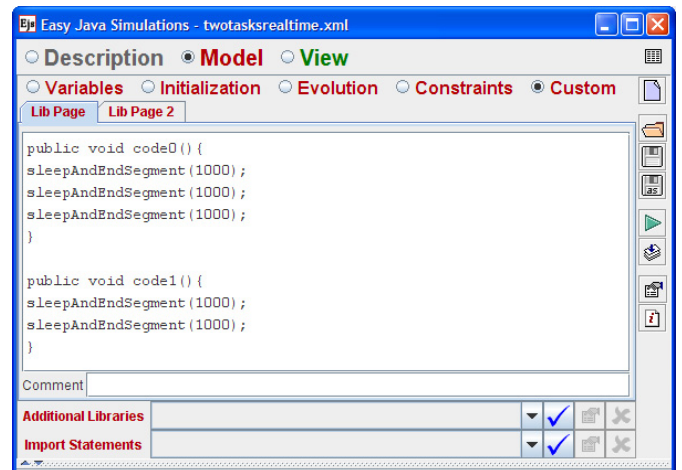 Ejs Easy Java Simulations - twotasksrealtime.xml
Description Model View
Variables Initialization Evolution Constraints Custom
Lib Page Lib Page 2
public void code0(){
sleepAndEndSegment(1000);
sleepAndEndSegment(1000);
sleepAndEndSegment(1000);
}
public void code1(){
sleepAndEndSegment(1000);
sleepAndEndSegment(1000);
}
as
i
Comment
Additional Libraries
Import Statements